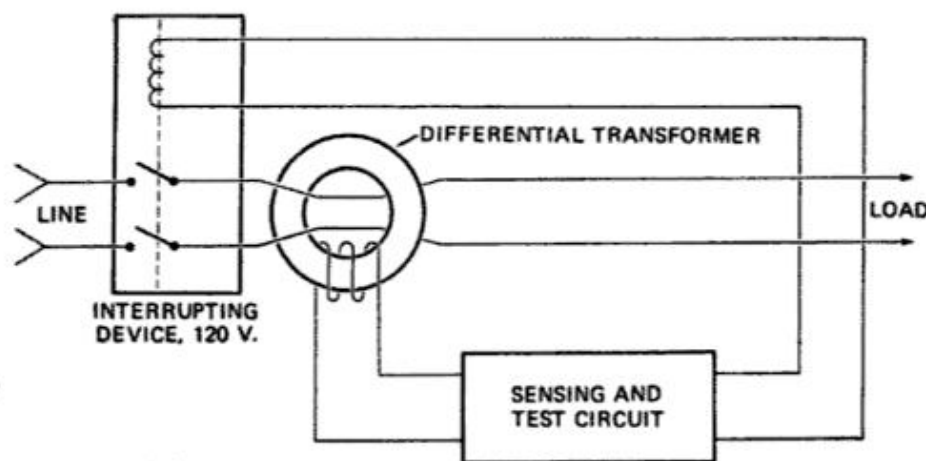 DIFFERENTIAL TRANSFORMER
LINE
LOAD
INTERRUPTING
DEVICE, 120 V.
SENSING AND
TEST CIRCUIT